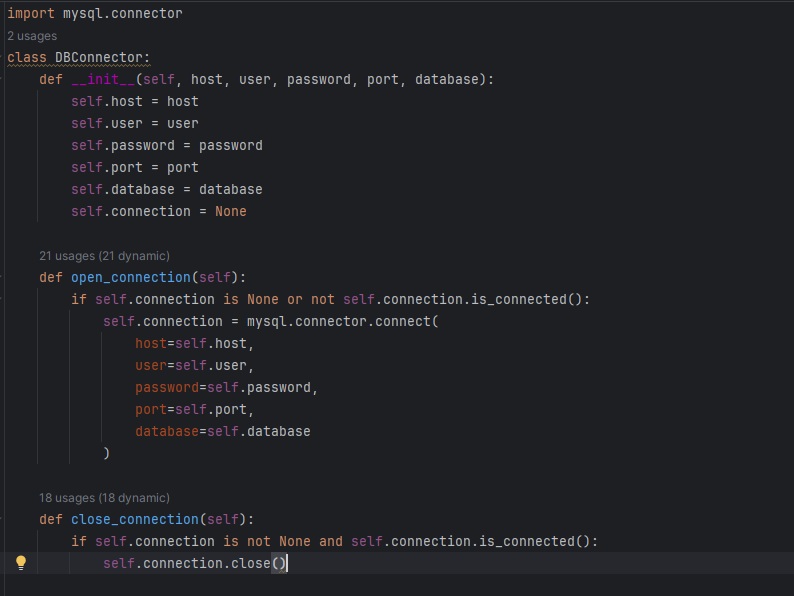 import mysql.connector
2 usages
class DBConnector:
    def __init__(self, host, user, password, port, database):
        self.host = host
        self.user = user
        self.password = password
        self.port = port
        self.database = database
        self.connection = None
    21 usages (21 dynamic)
    def open_connection(self):
        if self.connection is None or not self.connection.is_connected():
            self.connection = mysql.connector.connect(
                host=self.host,
                user=self.user,
                password=self.password,
                port=self.port,
                database=self.database
            )
    18 usages (18 dynamic)
    def close_connection(self):
        if self.connection is not None and self.connection.is_connected():
            self.connection.close()